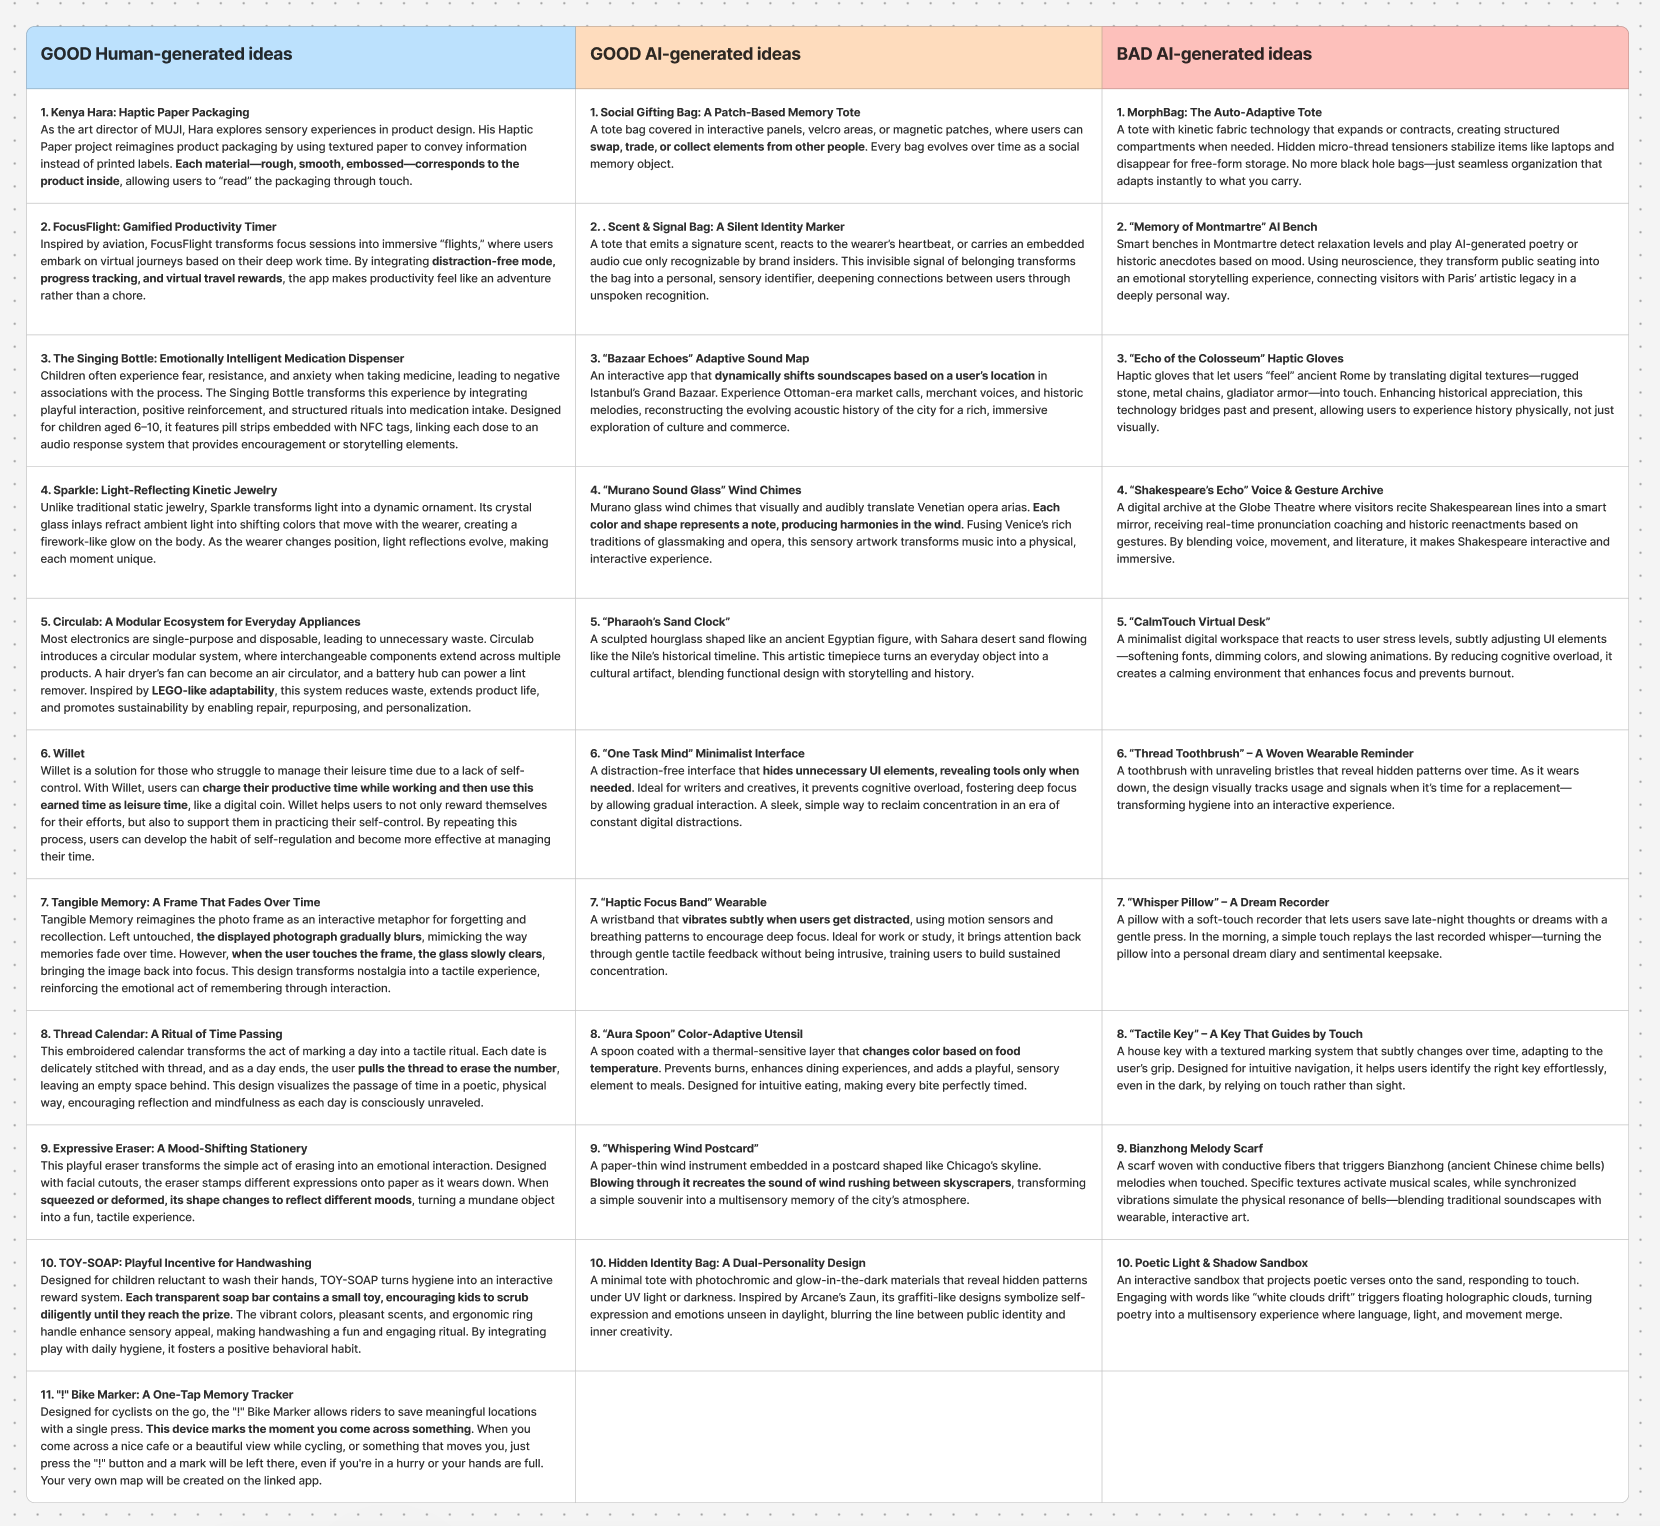 GOOD Human-generated ideas
GOOD AI-generated ideas
BAD AI-generated ideas
1. Kenya Hara: Haptic Paper Packaging
As the art director of MUJI, Hara explores sensory experiences in product design. His Haptic
Paper project reimagines product packaging by using textured paper to convey information
instead of printed labels. Each material—rough, smooth, embossed—corresponds to the
product inside, allowing users to “read” the packaging through touch.
1. Social Gifting Bag: A Patch-Based Memory Tote
A tote bag covered in interactive panels, velcro areas, or magnetic patches, where users can
swap, trade, or collect elements from other people. Every bag evolves over time as a social
memory object.
1. MorphBag: The Auto-Adaptive Tote
A tote with kinetic fabric technology that expands or contracts, creating structured
compartments when needed. Hidden micro-thread tensioners stabilize items like laptops and
disappear for free-form storage. No more black hole bags—just seamless organization that
adapts instantly to what you carry.
2. FocusFlight: Gamified Productivity Timer
Inspired by aviation, FocusFlight transforms focus sessions into immersive “flights,” where users
embark on virtual journeys based on their deep work time. By integrating distraction-free mode,
progress tracking, and virtual travel rewards, the app makes productivity feel like an adventure
rather than a chore.
2. . Scent & Signal Bag: A Silent Identity Marker
A tote that emits a signature scent, reacts to the wearer’s heartbeat, or carries an embedded
audio cue only recognizable by brand insiders. This invisible signal of belonging transforms
the bag into a personal, sensory identifier, deepening connections between users through
unspoken recognition.
2. “Memory of Montmartre” AI Bench
Smart benches in Montmartre detect relaxation levels and play AI-generated poetry or
historic anecdotes based on mood. Using neuroscience, they transform public seating into
an emotional storytelling experience, connecting visitors with Paris’ artistic legacy in a
deeply personal way.
3. The Singing Bottle: Emotionally Intelligent Medication Dispenser
Children often experience fear, resistance, and anxiety when taking medicine, leading to negative
associations with the process. The Singing Bottle transforms this experience by integrating
playful interaction, positive reinforcement, and structured rituals into medication intake. Designed
for children aged 6–10, it features pill strips embedded with NFC tags, linking each dose to an
audio response system that provides encouragement or storytelling elements.
3. “Bazaar Echoes” Adaptive Sound Map
An interactive app that dynamically shifts soundscapes based on a user’s location in
Istanbul’s Grand Bazaar. Experience Ottoman-era market calls, merchant voices, and historic
melodies, reconstructing the evolving acoustic history of the city for a rich, immersive
exploration of culture and commerce.
3. “Echo of the Colosseum” Haptic Gloves
Haptic gloves that let users “feel” ancient Rome by translating digital textures—rugged
stone, metal chains, gladiator armor—into touch. Enhancing historical appreciation, this
technology bridges past and present, allowing users to experience history physically, not just
visually.
4. Sparkle: Light-Reflecting Kinetic Jewelry
Unlike traditional static jewelry, Sparkle transforms light into a dynamic ornament. Its crystal
glass inlays refract ambient light into shifting colors that move with the wearer, creating a
firework-like glow on the body. As the wearer changes position, light reflections evolve, making
each moment unique.
4. “Murano Sound Glass” Wind Chimes
Murano glass wind chimes that visually and audibly translate Venetian opera arias. Each
color and shape represents a note, producing harmonies in the wind. Fusing Venice’s rich
traditions of glassmaking and opera, this sensory artwork transforms music into a physical,
interactive experience.
4. “Shakespeare’s Echo” Voice & Gesture Archive
A digital archive at the Globe Theatre where visitors recite Shakespearean lines into a smart
mirror, receiving real-time pronunciation coaching and historic reenactments based on
gestures. By blending voice, movement, and literature, it makes Shakespeare interactive and
immersive.
5. Circulab: A Modular Ecosystem for Everyday Appliances
Most electronics are single-purpose and disposable, leading to unnecessary waste. Circulab
introduces a circular modular system, where interchangeable components extend across multiple
products. A hair dryer’s fan can become an air circulator, and a battery hub can power a lint
remover. Inspired by LEGO-like adaptability, this system reduces waste, extends product life,
and promotes sustainability by enabling repair, repurposing, and personalization.
5. “Pharaoh’s Sand Clock”
A sculpted hourglass shaped like an ancient Egyptian figure, with Sahara desert sand flowing
like the Nile’s historical timeline. This artistic timepiece turns an everyday object into a
cultural artifact, blending functional design with storytelling and history.
5. “CalmTouch Virtual Desk”
A minimalist digital workspace that reacts to user stress levels, subtly adjusting UI elements
—softening fonts, dimming colors, and slowing animations. By reducing cognitive overload, it
creates a calming environment that enhances focus and prevents burnout.
6. Willet
Willet is a solution for those who struggle to manage their leisure time due to a lack of self-
control. With Willet, users can charge their productive time while working and then use this
earned time as leisure time, like a digital coin. Willet helps users to not only reward themselves
for their efforts, but also to support them in practicing their self-control. By repeating this
process, users can develop the habit of self-regulation and become more effective at managing
their time.
6. “One Task Mind” Minimalist Interface
A distraction-free interface that hides unnecessary UI elements, revealing tools only when
needed. Ideal for writers and creatives, it prevents cognitive overload, fostering deep focus
by allowing gradual interaction. A sleek, simple way to reclaim concentration in an era of
constant digital distractions.
6. “Thread Toothbrush” – A Woven Wearable Reminder
A toothbrush with unraveling bristles that reveal hidden patterns over time. As it wears
down, the design visually tracks usage and signals when it’s time for a replacement—
transforming hygiene into an interactive experience.
7. Tangible Memory: A Frame That Fades Over Time
Tangible Memory reimagines the photo frame as an interactive metaphor for forgetting and
recollection. Left untouched, the displayed photograph gradually blurs, mimicking the way
memories fade over time. However, when the user touches the frame, the glass slowly clears,
bringing the image back into focus. This design transforms nostalgia into a tactile experience,
reinforcing the emotional act of remembering through interaction.
7. “Haptic Focus Band” Wearable
A wristband that vibrates subtly when users get distracted, using motion sensors and
breathing patterns to encourage deep focus. Ideal for work or study, it brings attention back
through gentle tactile feedback without being intrusive, training users to build sustained
concentration.
7. “Whisper Pillow” – A Dream Recorder
A pillow with a soft-touch recorder that lets users save late-night thoughts or dreams with a
gentle press. In the morning, a simple touch replays the last recorded whisper—turning the
pillow into a personal dream diary and sentimental keepsake.
8. Thread Calendar: A Ritual of Time Passing
This embroidered calendar transforms the act of marking a day into a tactile ritual. Each date is
delicately stitched with thread, and as a day ends, the user pulls the thread to erase the number,
leaving an empty space behind. This design visualizes the passage of time in a poetic, physical
way, encouraging reflection and mindfulness as each day is consciously unraveled.
8. “Aura Spoon” Color-Adaptive Utensil
A spoon coated with a thermal-sensitive layer that changes color based on food
temperature. Prevents burns, enhances dining experiences, and adds a playful, sensory
element to meals. Designed for intuitive eating, making every bite perfectly timed.
8. “Tactile Key” – A Key That Guides by Touch
A house key with a textured marking system that subtly changes over time, adapting to the
user’s grip. Designed for intuitive navigation, it helps users identify the right key effortlessly,
even in the dark, by relying on touch rather than sight.
9. Expressive Eraser: A Mood-Shifting Stationery
This playful eraser transforms the simple act of erasing into an emotional interaction. Designed
with facial cutouts, the eraser stamps different expressions onto paper as it wears down. When
squeezed or deformed, its shape changes to reflect different moods, turning a mundane object
into a fun, tactile experience.
9. “Whispering Wind Postcard”
A paper-thin wind instrument embedded in a postcard shaped like Chicago’s skyline.
Blowing through it recreates the sound of wind rushing between skyscrapers, transforming
a simple souvenir into a multisensory memory of the city’s atmosphere.
9. Bianzhong Melody Scarf
A scarf woven with conductive fibers that triggers Bianzhong (ancient Chinese chime bells)
melodies when touched. Specific textures activate musical scales, while synchronized
vibrations simulate the physical resonance of bells—blending traditional soundscapes with
wearable, interactive art.
10. TOY-SOAP: Playful Incentive for Handwashing
Designed for children reluctant to wash their hands, TOY-SOAP turns hygiene into an interactive
reward system. Each transparent soap bar contains a small toy, encouraging kids to scrub
diligently until they reach the prize. The vibrant colors, pleasant scents, and ergonomic ring
handle enhance sensory appeal, making handwashing a fun and engaging ritual. By integrating
play with daily hygiene, it fosters a positive behavioral habit.
10. Hidden Identity Bag: A Dual-Personality Design
A minimal tote with photochromic and glow-in-the-dark materials that reveal hidden patterns
under UV light or darkness. Inspired by Arcane’s Zaun, its graffiti-like designs symbolize self-
expression and emotions unseen in daylight, blurring the line between public identity and
inner creativity.
10. Poetic Light & Shadow Sandbox
An interactive sandbox that projects poetic verses onto the sand, responding to touch.
Engaging with words like “white clouds drift” triggers floating holographic clouds, turning
poetry into a multisensory experience where language, light, and movement merge.
11. "!" Bike Marker: A One-Tap Memory Tracker
Designed for cyclists on the go, the "!" Bike Marker allows riders to save meaningful locations
with a single press. This device marks the moment you come across something. When you
come across a nice cafe or a beautiful view while cycling, or something that moves you, just
press the "!" button and a mark will be left there, even if you're in a hurry or your hands are full.
Your very own map will be created on the linked app.